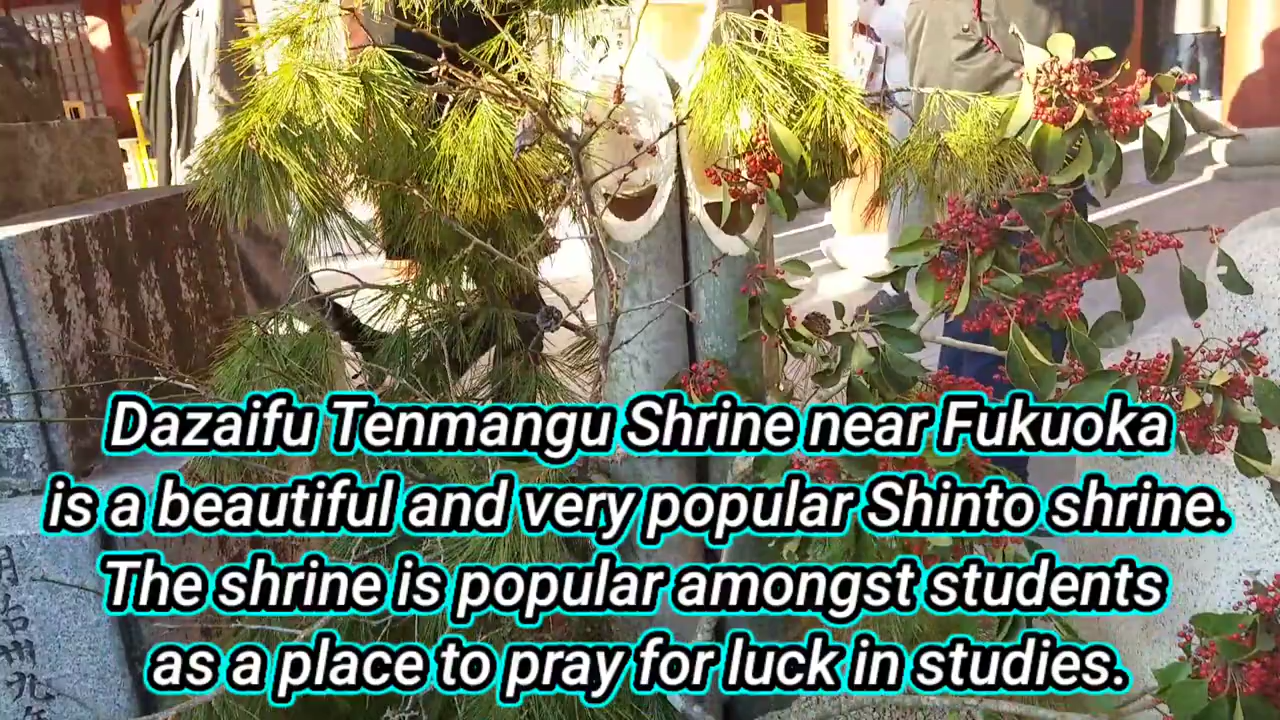 Dazaifu Tenmangu Shrine near Fukuoka
is a beautiful and very popular Shinto shrine.
The shrine is popular amongst students
as a place to pray for luck in studies.